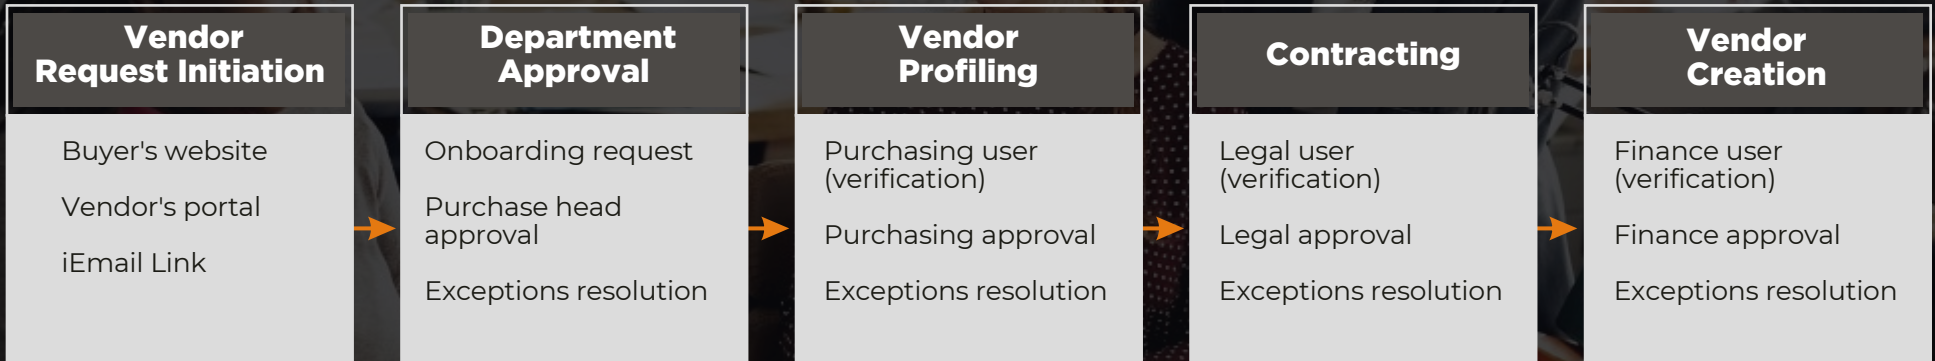 Vendor
Request Initiation
Buyer's website
Vendor's portal
iEmail Link
Department
Approval
Onboarding request
Purchase head
approval
Exceptions resolution
Vendor
Profiling
Purchasing user
(verification)
Purchasing approval
Exceptions resolution
Contracting
Legal user
(verification)
Legal approval
Exceptions resolution
Vendor
Creation
Finance user
(verification)
Finance approval
Exceptions resolution